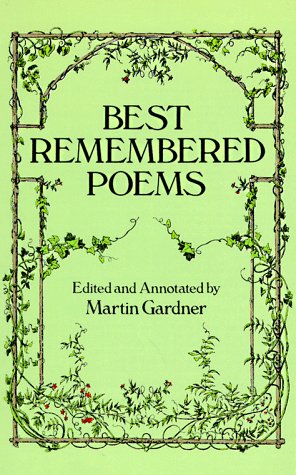 BEST
REMEMBERED
POEMS
Edited and Annotated by
Martin Gardner